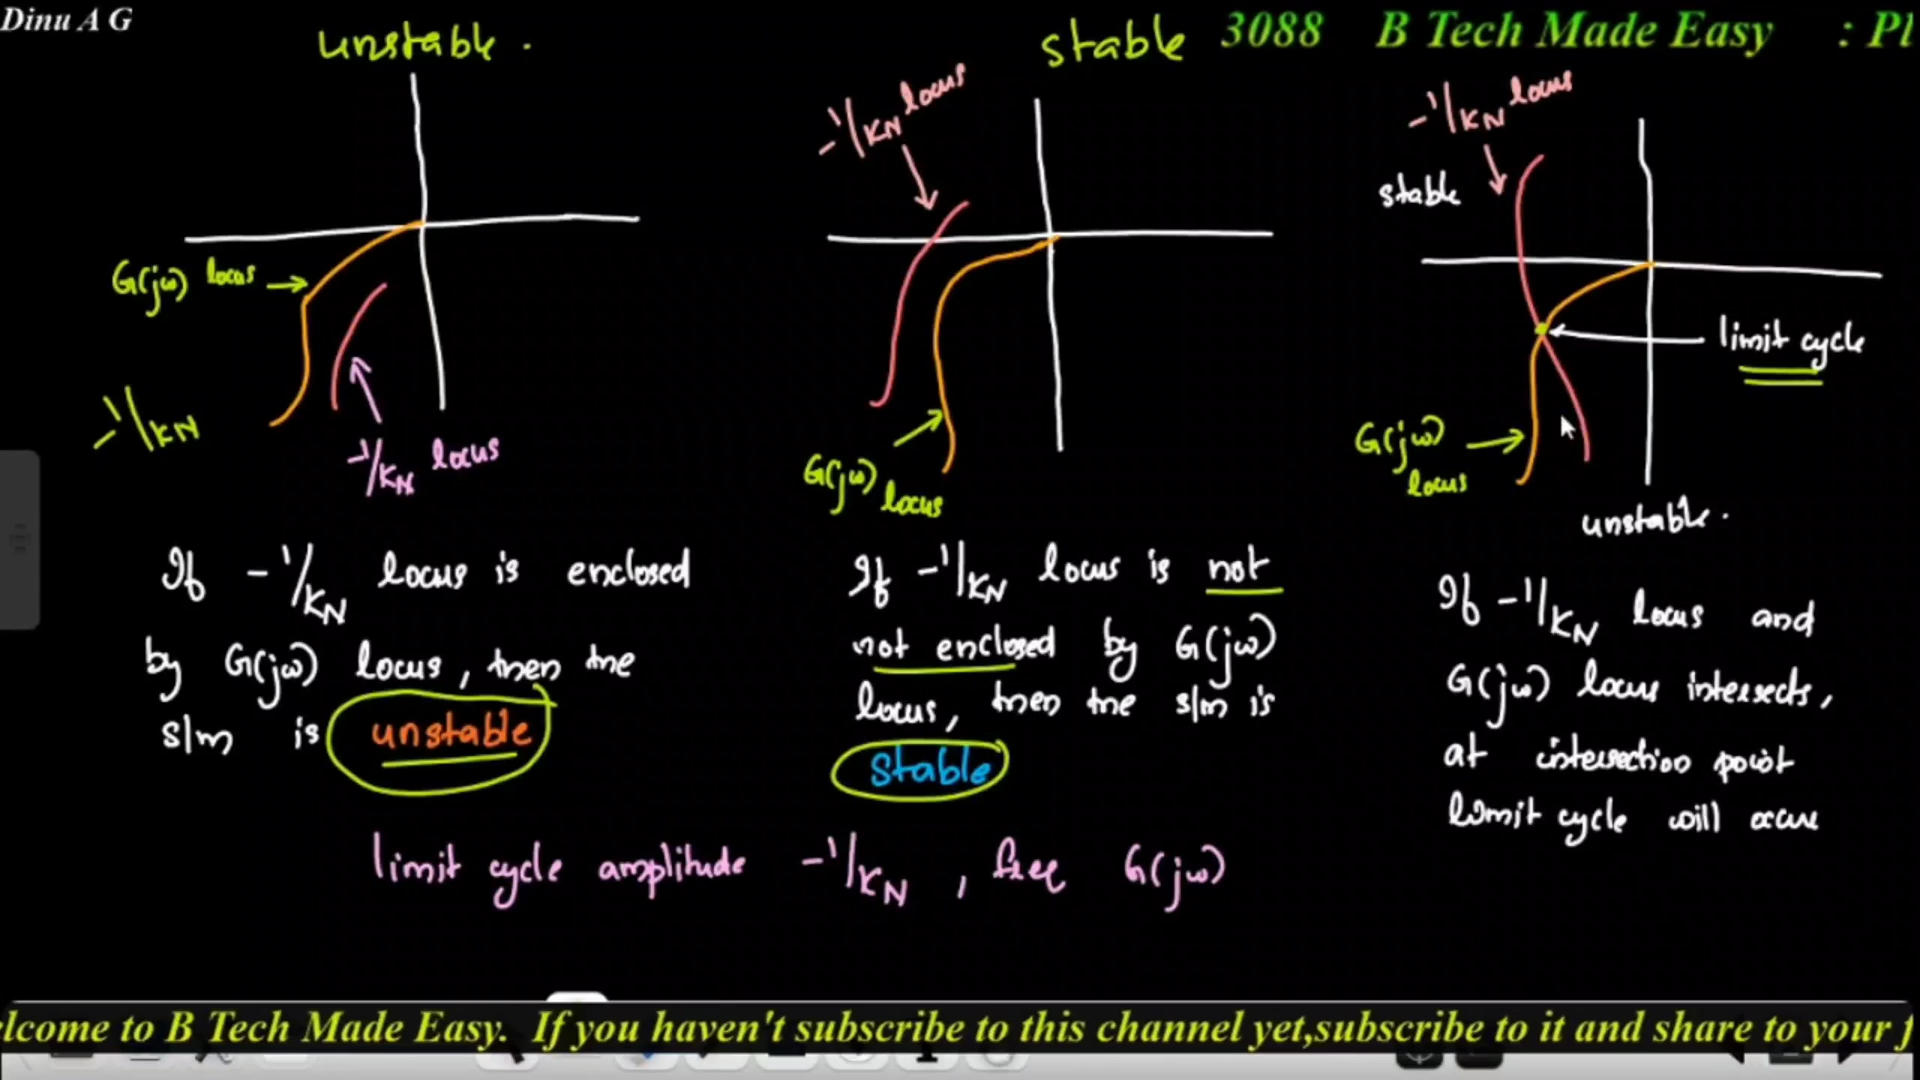 Dinu A G
3088 B Tech Made Easy : Pl
unstable.
G(jω) locus
-1/KN
-1/KN locus
If -1/KN locus is enclosed
by G(jω) locus, then the
s/m is unstable
stable
-1/KN locus
G(jω) locus
If -1/KN locus is not
not enclosed by G(jω)
locus, then the s/m is
stable
-1/KN locus
stable
limit cycle
G(jω)
locus
unstable.
If -1/KN locus and
G(jω) locus intersects,
at intersection point
limit cycle will occur
limit cycle amplitude -1/KN, freq G(jω)
elcome to B Tech Made Easy. If you haven't subscribe to this channel yet,subscribe to it and share to your f